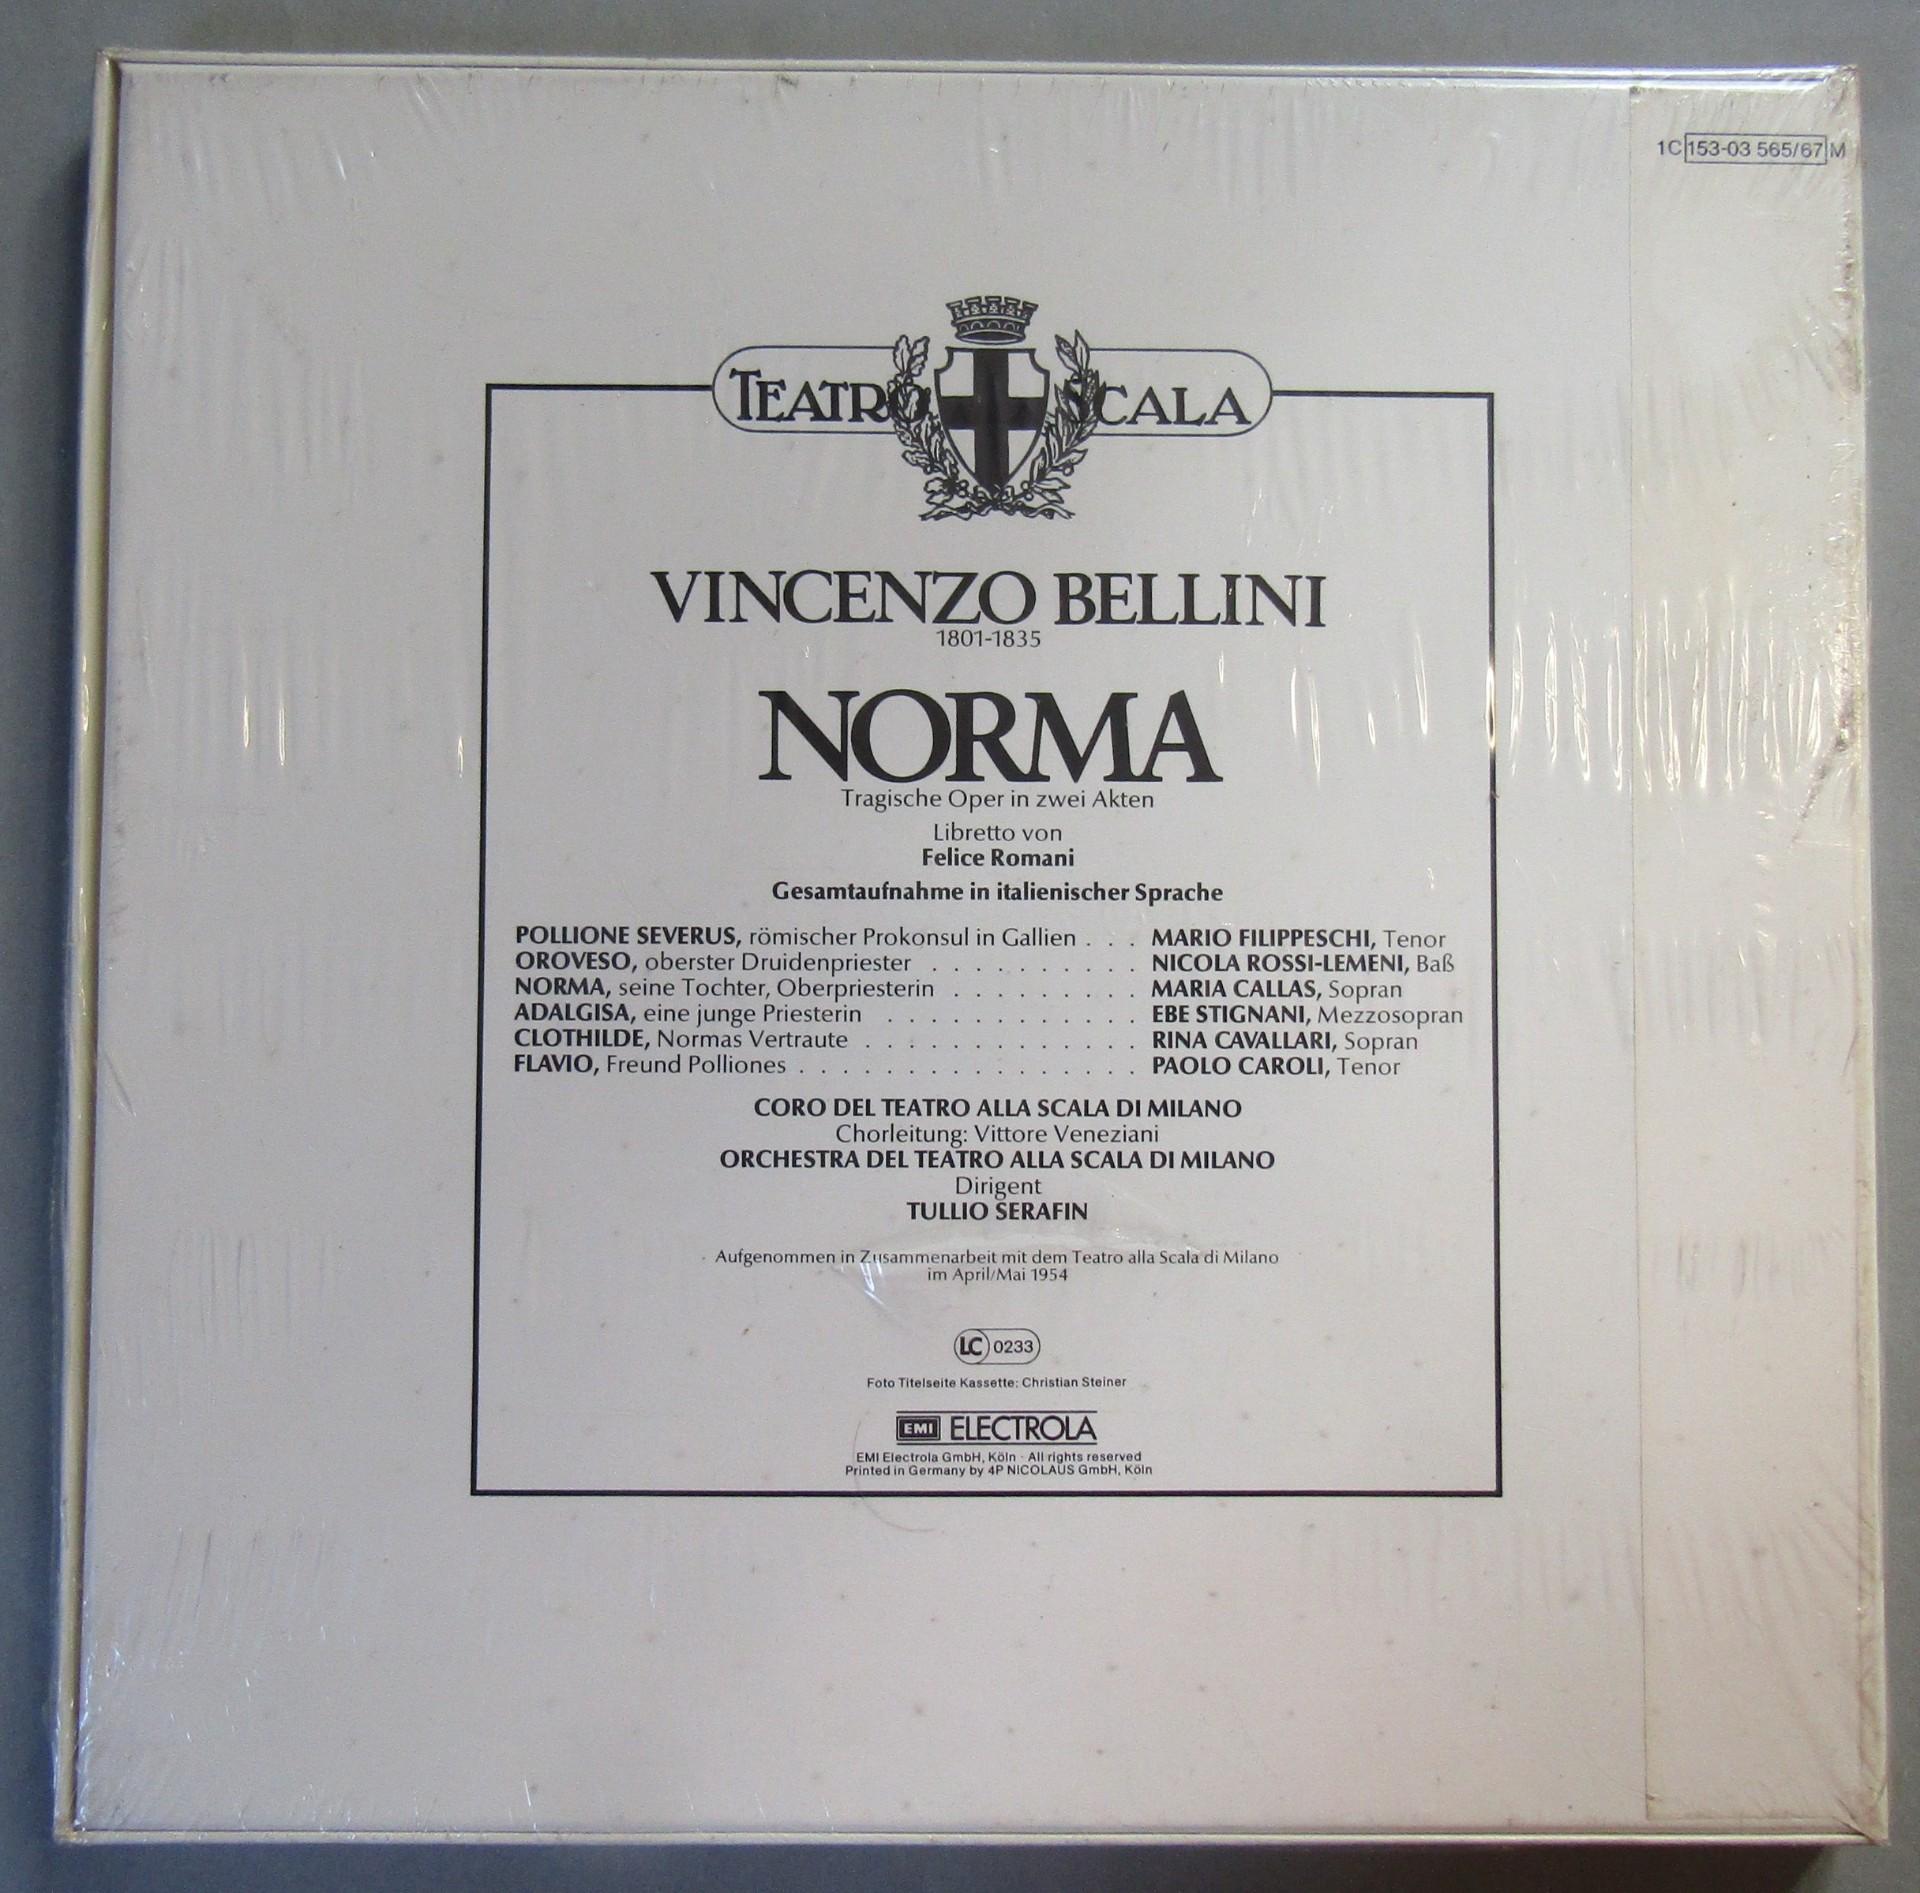 1C 153-03 565/67 M
TEATRO SCALA
VINCENZO BELLINI
1801-1835
NORMA
Tragische Oper in zwei Akten
Libretto von
Felice Romani
Gesamtaufnahme in italienischer Sprache
POLLIONE SEVERUS, römischer Prokonsul in Gallien . . . MARIO FILIPPESCHI, Tenor
OROVESO, oberster Druidenpriester . . . . . . . . . . MARIO ROSSI-LEMENI, Baß
NORMA, seine Tochter, Oberpriesterin . . . . . . . . . MARIA CALLAS, Sopran
ADALGISA, eine junge Priesterin . . . . . . . . . . . . EBE STIGNANI, Mezzosopran
CLOTHILDE, Normas Vertraute . . . . . . . . . . . . . RINA CAVALLARI, Sopran
FLAVIO, Freund Polliones . . . . . . . . . . . . . . . . PAOLO CAROLI, Tenor
CORO DEL TEATRO ALLA SCALA DI MILANO
Chorleitung: Vittore Veneziani
ORCHESTRA DEL TEATRO ALLA SCALA DI MILANO
Dirigent
TULLIO SERAFIN
Aufgenommen in Zusammenarbeit mit dem Teatro alla Scala di Milano
im April/Mai 1954
LC 0233
Foto Titelseite Kassette: Christian Steiner
EMI ELECTROLA
EMI Electrola GmbH, Köln · All rights reserved
Printed in Germany by 4P NICOLAUS GmbH, Köln